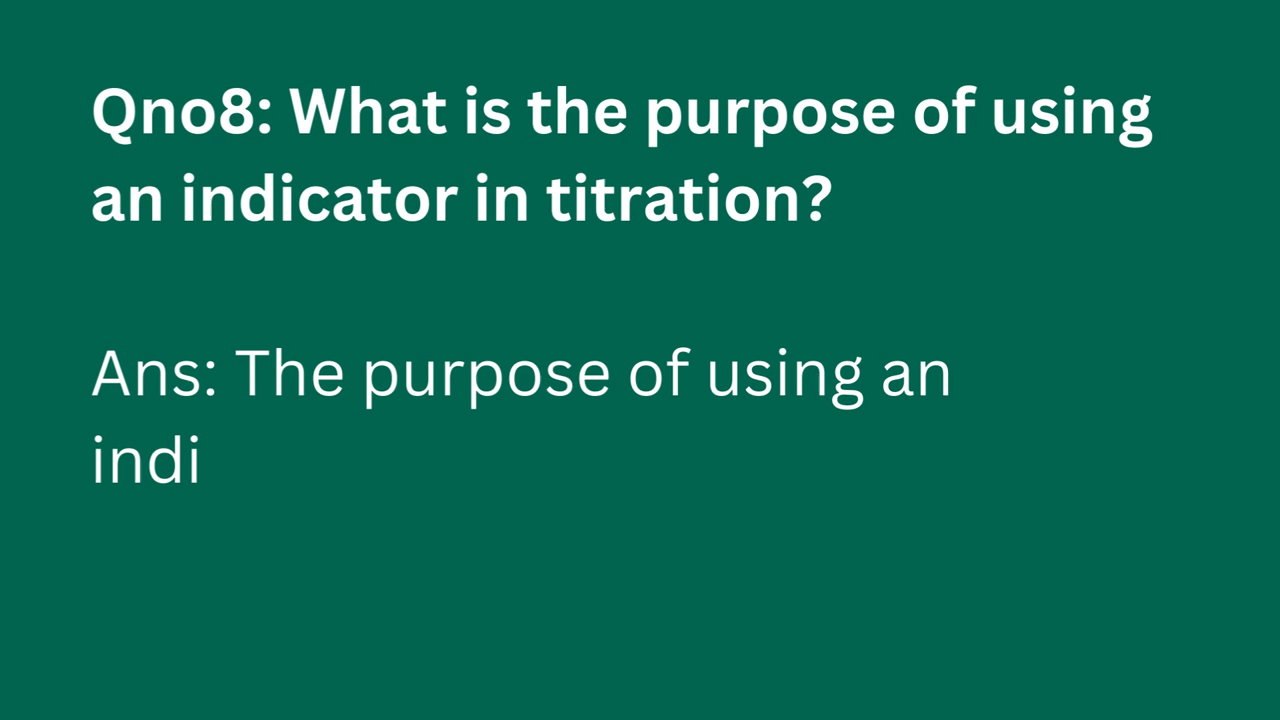 Qno8: What is the purpose of using
an indicator in titration?
Ans: The purpose of using an
indi